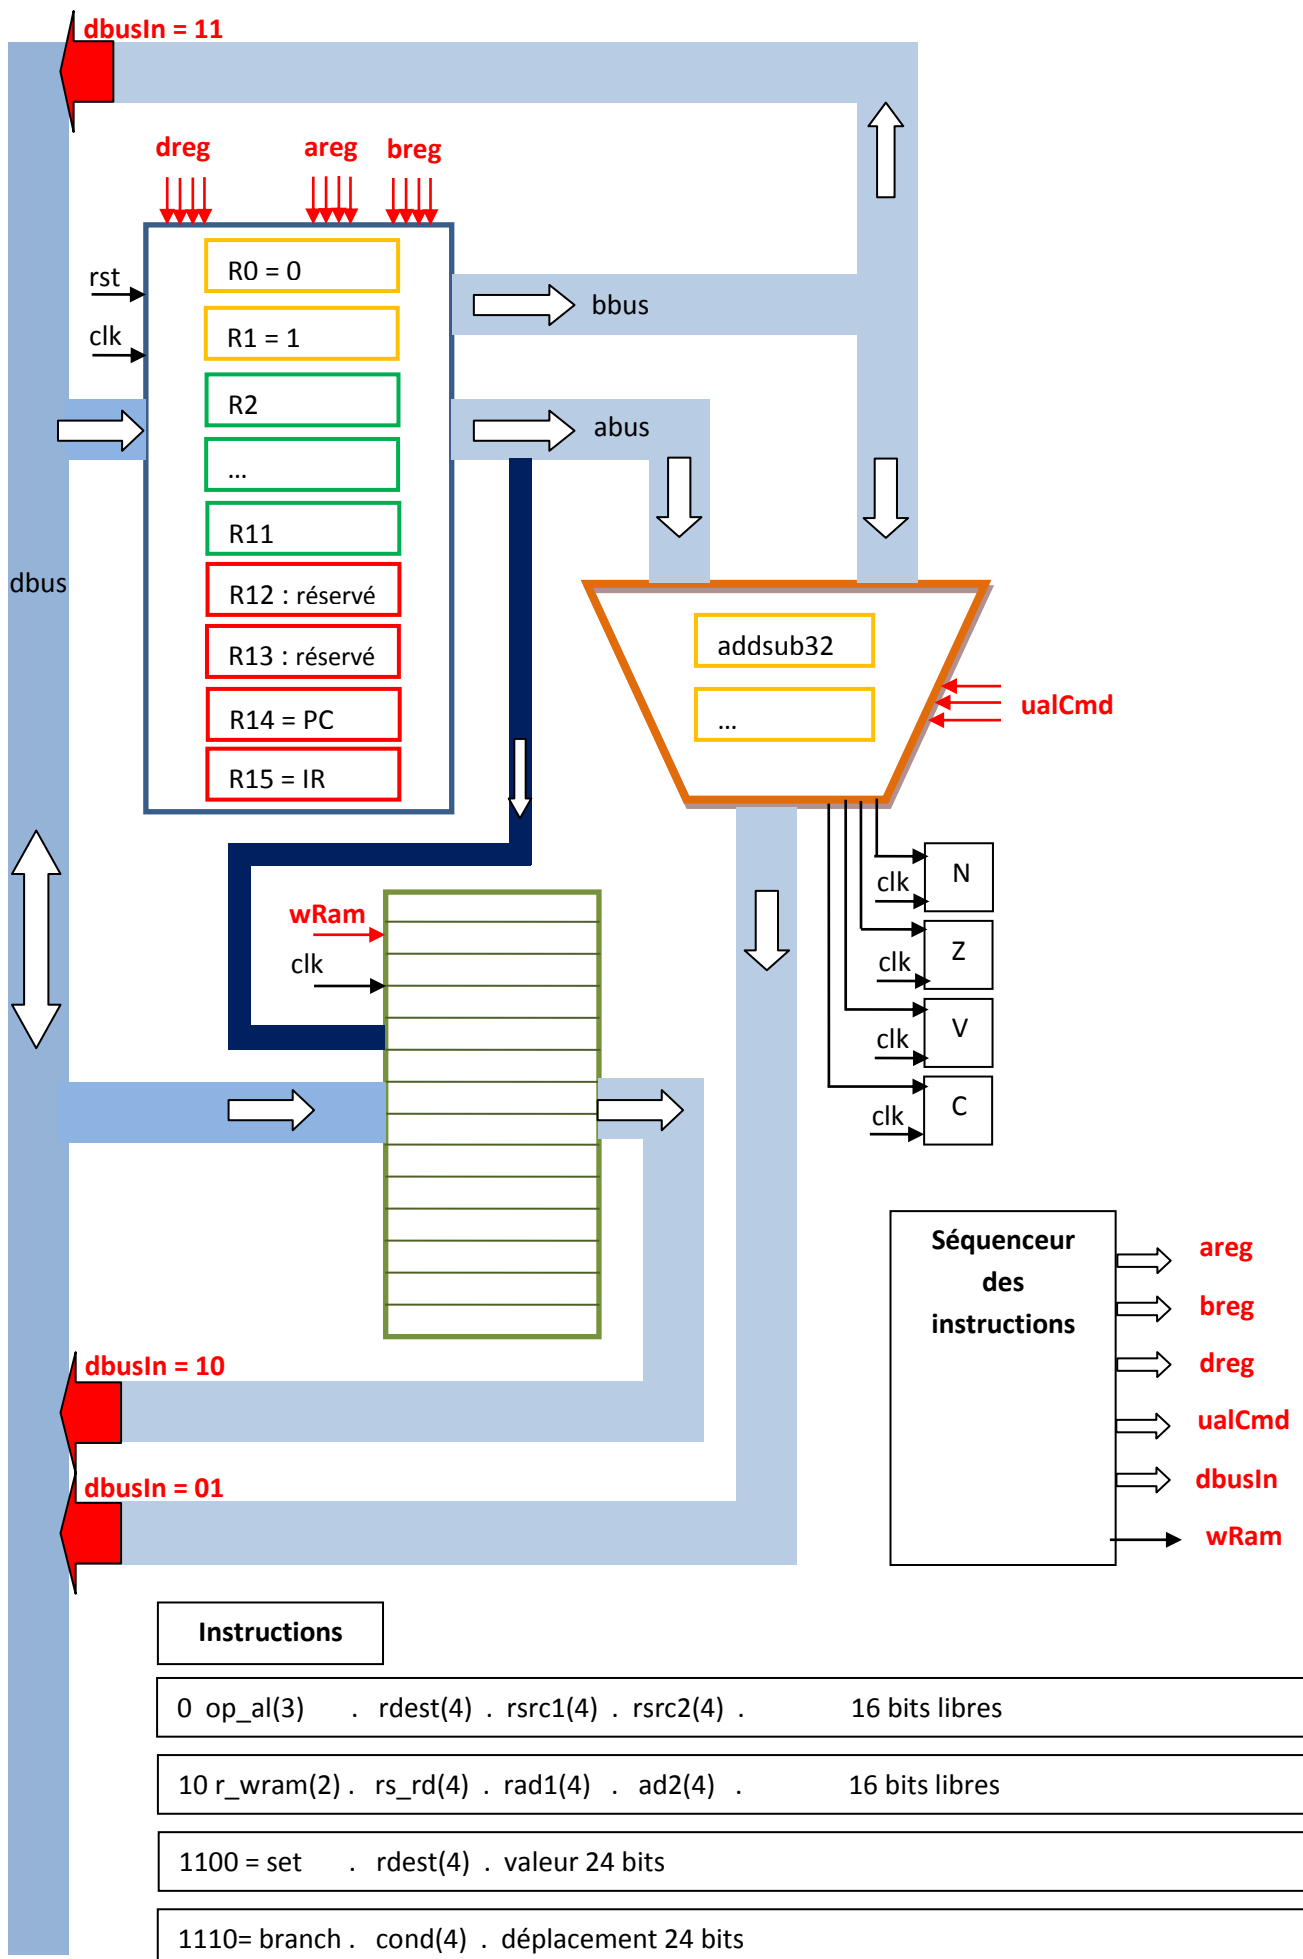 dbusIn = 11
dreg areg breg
R0 = 0
rst
R1 = 1
clk
bbus
R2
abus
...
R11
dbus
R12 : réservé
R13 : réservé
R14 = PC
R15 = IR
addsub32
...
ualCmd
N
clk
Z
clk
V
clk
C
clk
wRam
clk
Séquenceur
des
instructions
areg
breg
dreg
ualCmd
dbusIn
wRam
dbusIn = 10
dbusIn = 01
Instructions
0 op_al(3) . rdest(4) . rsrc1(4) . rsrc2(4) . 16 bits libres
10 r_wram(2) . rs_rd(4) . rad1(4) . ad2(4) . 16 bits libres
1100 = set . rdest(4) . valeur 24 bits
1110= branch . cond(4) . déplacement 24 bits